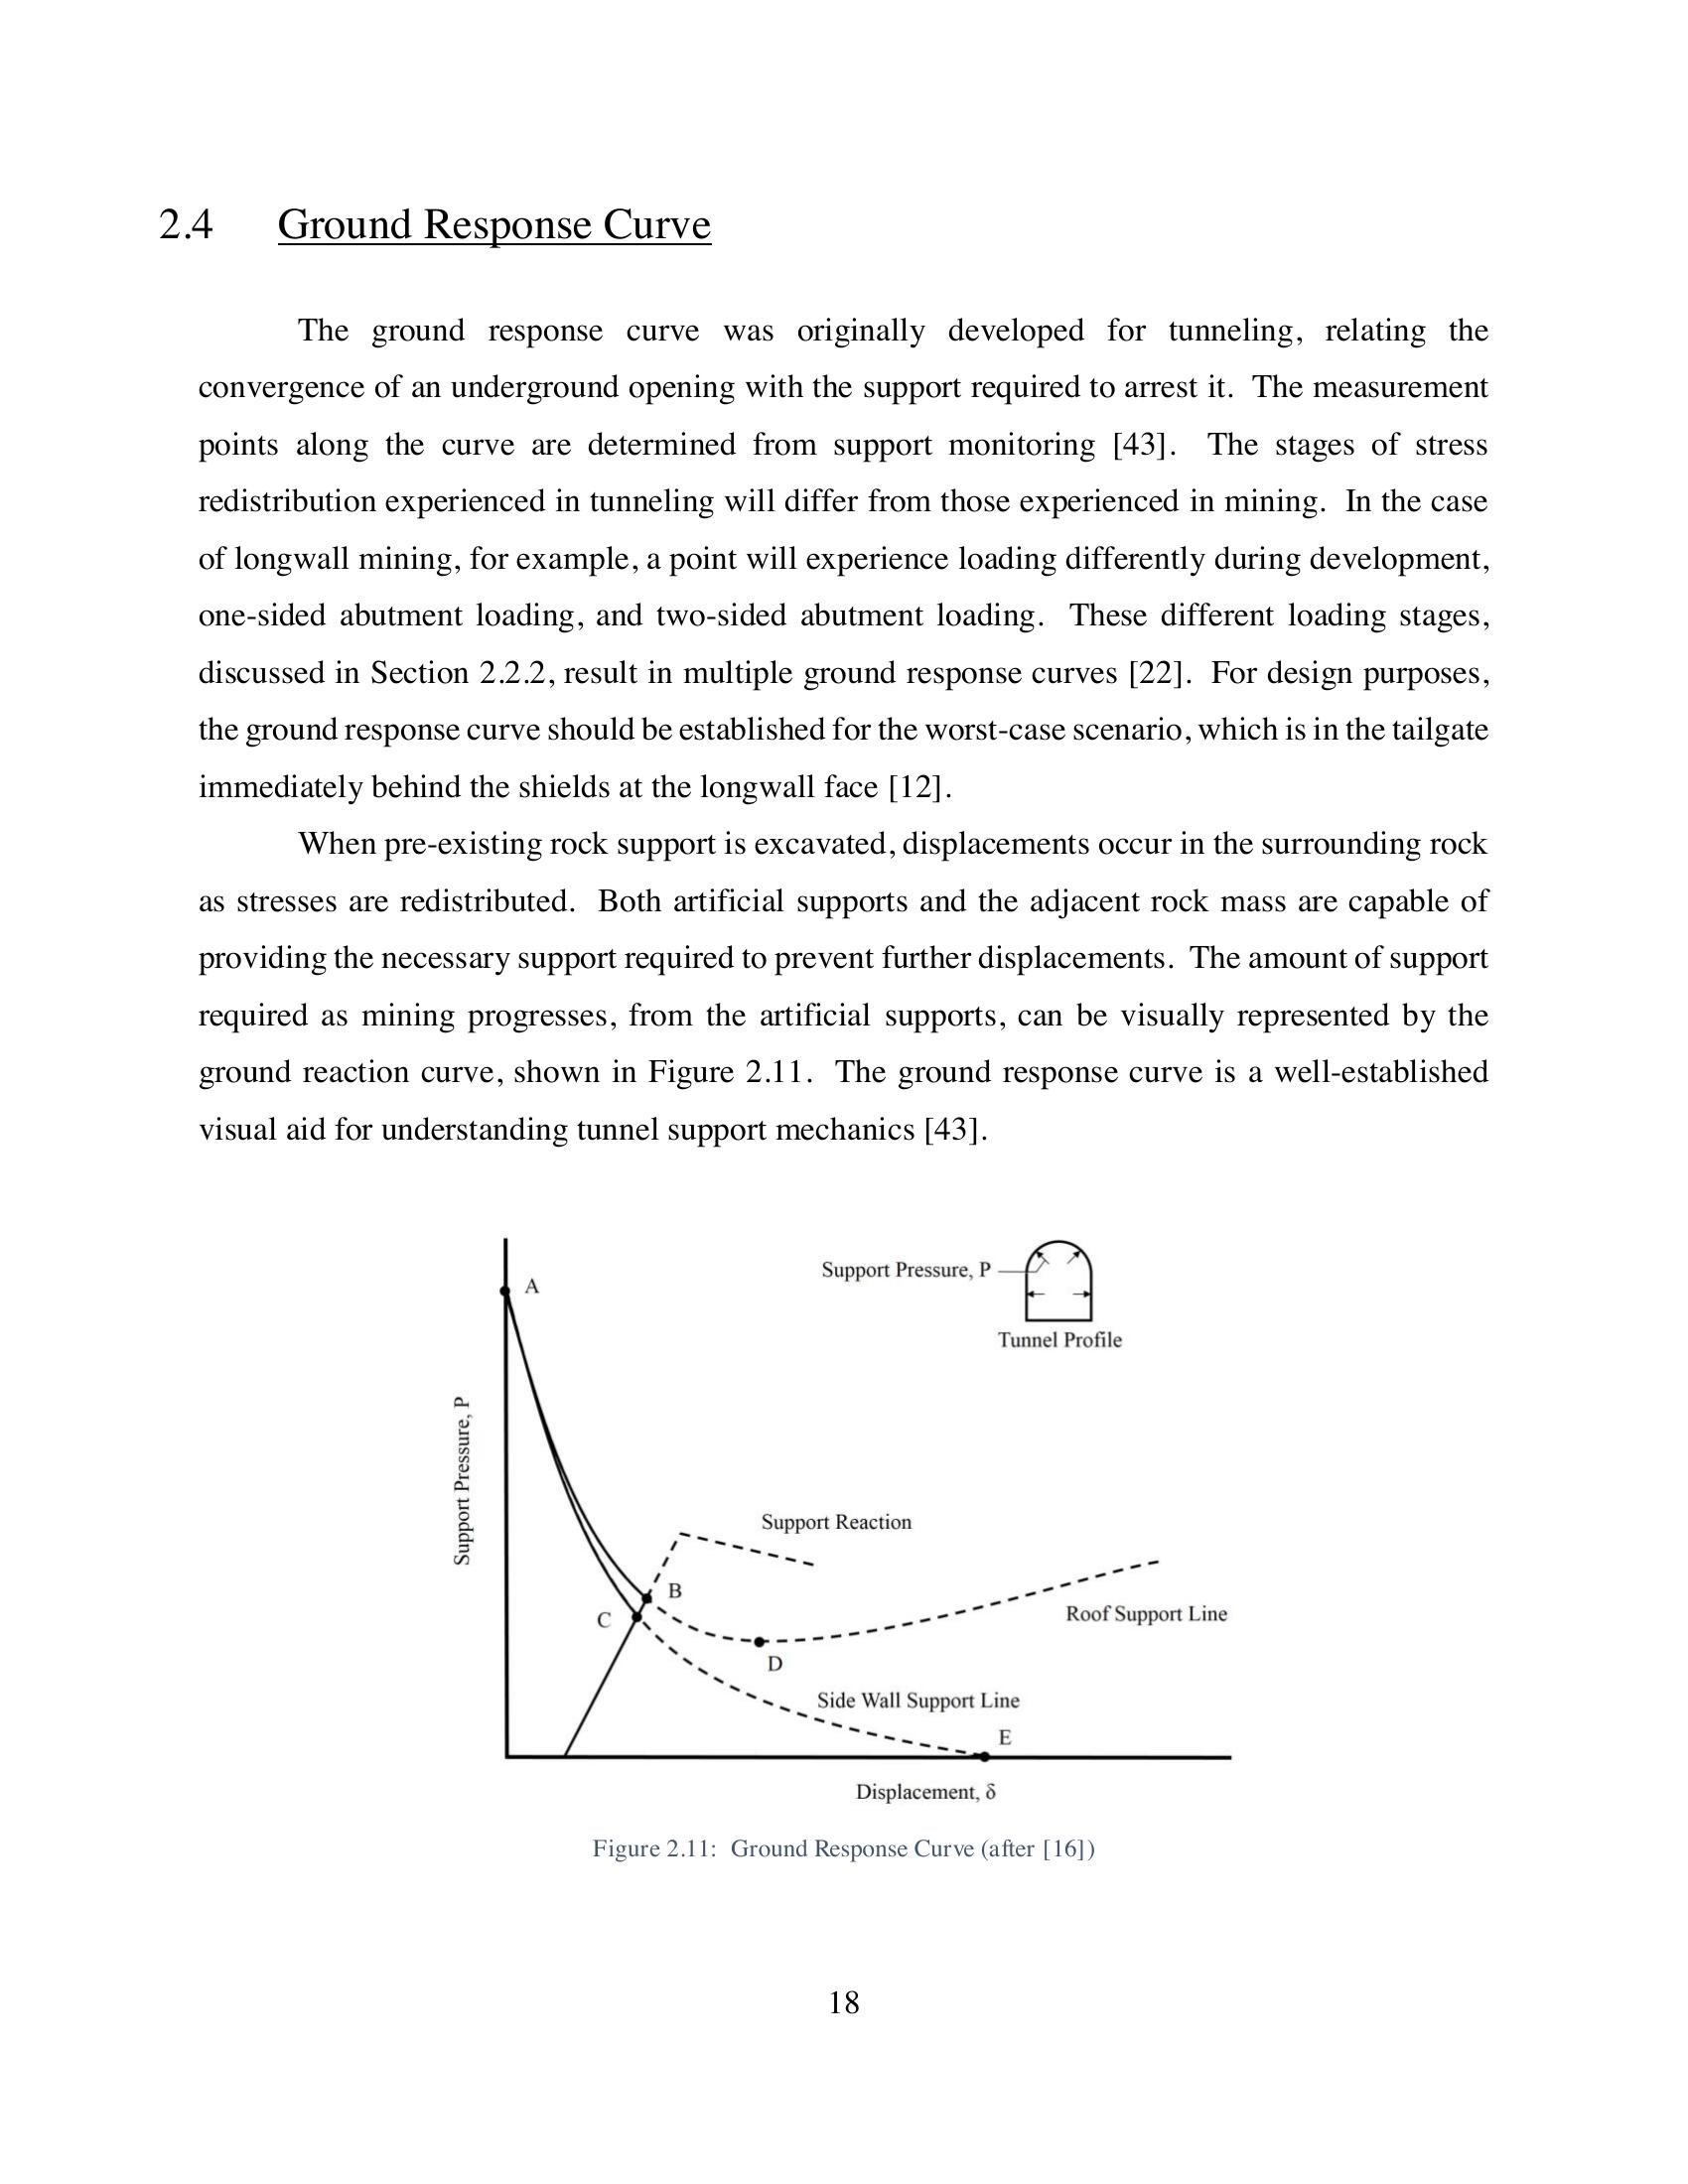 2.4 Ground Response Curve
The ground response curve was originally developed for tunneling, relating the
convergence of an underground opening with the support required to arrest it. The measurement
points along the curve are determined from support monitoring [43]. The stages of stress
redistribution experienced in tunneling will differ from those experienced in mining. In the case
of longwall mining, for example, a point will experience loading differently during development,
one-sided abutment loading, and two-sided abutment loading. These different loading stages,
discussed in Section 2.2.2, result in multiple ground response curves [22]. For design purposes,
the ground response curve should be established for the worst-case scenario, which is in the tailgate
immediately behind the shields at the longwall face [12].
When pre-existing rock support is excavated, displacements occur in the surrounding rock
as stresses are redistributed. Both artificial supports and the adjacent rock mass are capable of
providing the necessary support required to prevent further displacements. The amount of support
required as mining progresses, from the artificial supports, can be visually represented by the
ground reaction curve, shown in Figure 2.11. The ground response curve is a well-established
visual aid for understanding tunnel support mechanics [43].
Support Pressure, P
A
Tunnel Profile
Support Pressure, P
Support Reaction
B
C
Roof Support Line
D
Side Wall Support Line
E
Displacement, δ
Figure 2.11: Ground Response Curve (after [16])
18